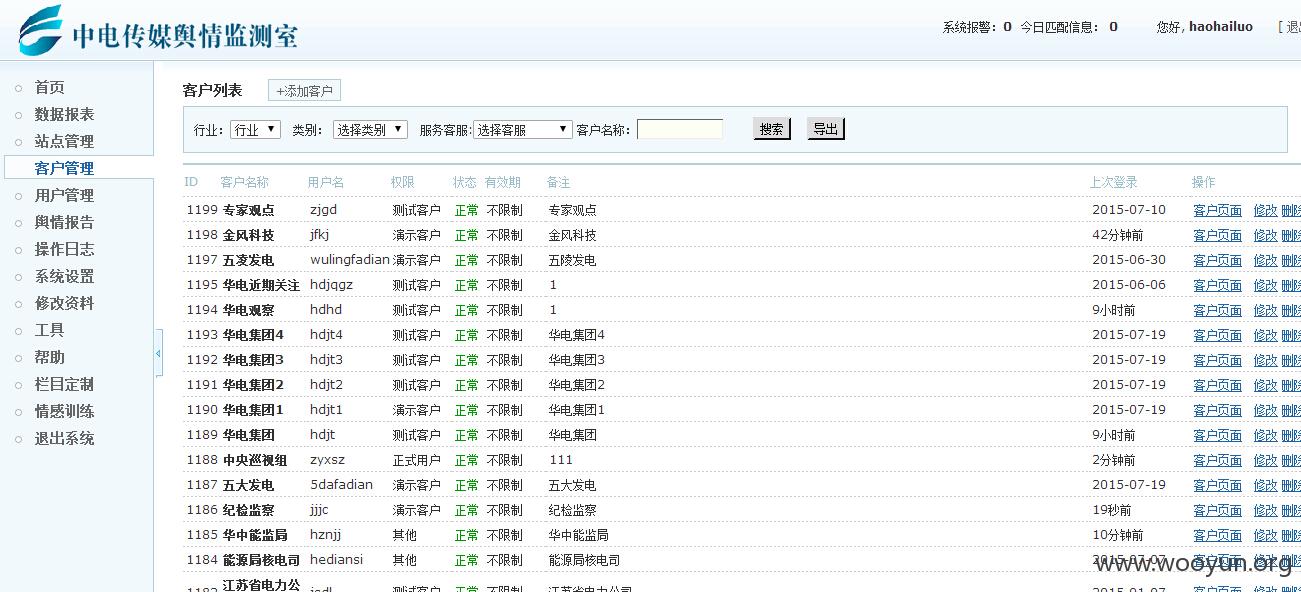 中电传媒舆情监测室
系统报警: 0 今日匹配信息: 0 您好, haohailuo [ 退
首页
数据报表
站点管理
客户管理
用户管理
舆情报告
操作日志
系统设置
修改资料
工具
帮助
栏目定制
情感训练
退出系统
客户列表 +添加客户
行业: 行业 类别: 选择类别 服务客服: 选择客服 客户名称: 搜索 导出
ID 客户名称 用户名 权限 状态 有效期 备注 上次登录 操作
1199 专家观点 zjgd 测试客户 正常 不限制 专家观点 2015-07-10 客户页面 修改 删除
1198 金风科技 jfkj 演示客户 正常 不限制 金风科技 42分钟前 客户页面 修改 删除
1197 五凌发电 wulingfadian 演示客户 正常 不限制 五陵发电 2015-06-30 客户页面 修改 删除
1195 华电近期关注 hdjqgz 测试客户 正常 不限制 1 2015-06-06 客户页面 修改 删除
1194 华电观察 hdhd 测试客户 正常 不限制 1 9小时前 客户页面 修改 删除
1193 华电集团4 hdjt4 测试客户 正常 不限制 华电集团4 2015-07-19 客户页面 修改 删除
1192 华电集团3 hdjt3 测试客户 正常 不限制 华电集团3 2015-07-19 客户页面 修改 删除
1191 华电集团2 hdjt2 测试客户 正常 不限制 华电集团2 2015-07-19 客户页面 修改 删除
1190 华电集团1 hdjt1 演示客户 正常 不限制 华电集团1 2015-07-19 客户页面 修改 删除
1189 华电集团 hdjt 测试客户 正常 不限制 华电集团 9小时前 客户页面 修改 删除
1188 中央巡视组 zyxsz 正式用户 正常 不限制 111 2分钟前 客户页面 修改 删除
1187 五大发电 5dafadian 演示客户 正常 不限制 五大发电 2015-07-19 客户页面 修改 删除
1186 纪检监察 jjjc 演示客户 正常 不限制 纪检监察 19秒前 客户页面 修改 删除
1185 华中能监局 hznjj 其他 正常 不限制 华中能监局 10分钟前 客户页面 修改 删除
1184 能源局核电司 hediansi 其他 正常 不限制 能源局核电司 2015-07-07 客户页面 修改 删除
江苏省电力公
www.wooyun.org